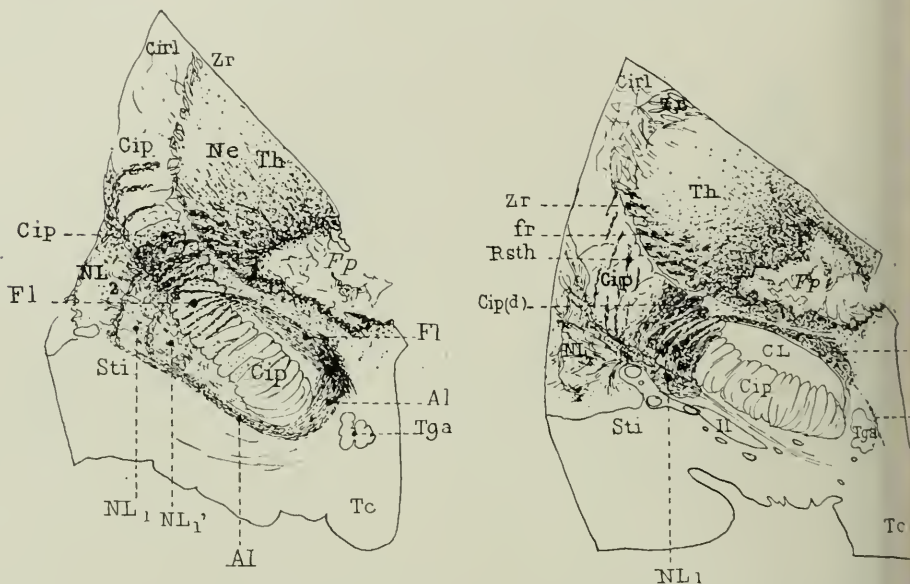 Cirl
Zr
Cip
Ne
Th
Cip
Fp
NL
2
Fl
Fl
Sti
Cip
Al
Tga
Tc
NL1
NL1'
Al
Cirl
Th
Zr
fr
Rsth
Cip
Fp
Cip(d)
NL
CL
Cip
Sti
II
Tga
Tc
NL1